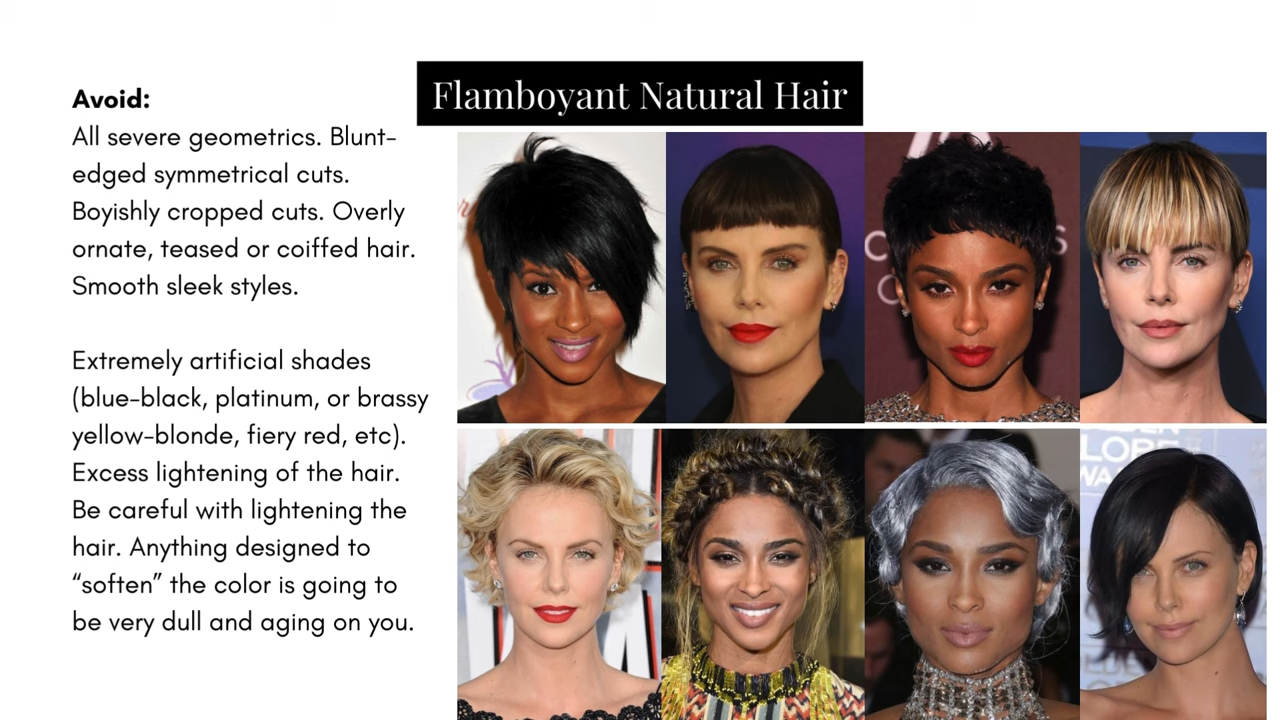 Flamboyant Natural Hair
Avoid:
All severe geometrics. Blunt-
edged symmetrical cuts.
Boyishly cropped cuts. Overly
ornate, teased or coiffed hair.
Smooth sleek styles.
Extremely artificial shades
(blue-black, platinum, or brassy
yellow-blonde, fiery red, etc).
Excess lightening of the hair.
Be careful with lightening the
hair. Anything designed to
“soften” the color is going to
be very dull and aging on you.